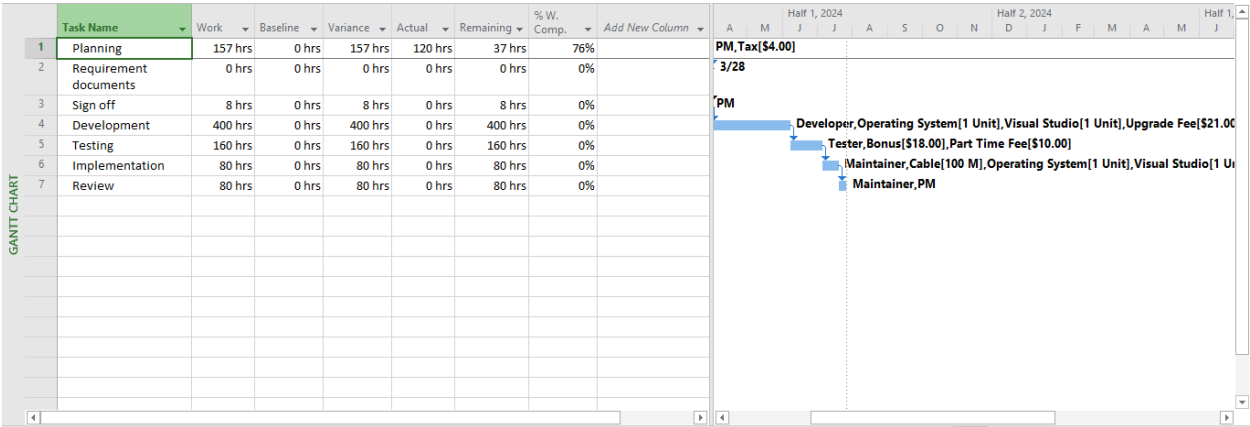 Half 1, 2024 Half 2, 2024 Half 1,
Task Name Work Baseline Variance Actual Remaining % W. Comp. Add New Column A M J J A S O N D J F M A M J
1 Planning 157 hrs 0 hrs 157 hrs 120 hrs 37 hrs 76% PM,Tax[$4.00]
2 Requirement documents 0 hrs 0 hrs 0 hrs 0 hrs 0 hrs 0% 3/28
3 Sign off 8 hrs 0 hrs 8 hrs 0 hrs 8 hrs 0% PM
4 Development 400 hrs 0 hrs 400 hrs 0 hrs 400 hrs 0% Developer,Operating System[1 Unit],Visual Studio[1 Unit],Upgrade Fee[$21.00
5 Testing 160 hrs 0 hrs 160 hrs 0 hrs 160 hrs 0% Tester,Bonus[$18.00],Part Time Fee[$10.00]
6 Implementation 80 hrs 0 hrs 80 hrs 0 hrs 80 hrs 0% Maintainer,Cable[100 M],Operating System[1 Unit],Visual Studio[1
7 Review 80 hrs 0 hrs 80 hrs 0 hrs 80 hrs 0% Maintainer,PM
GANTT CHART